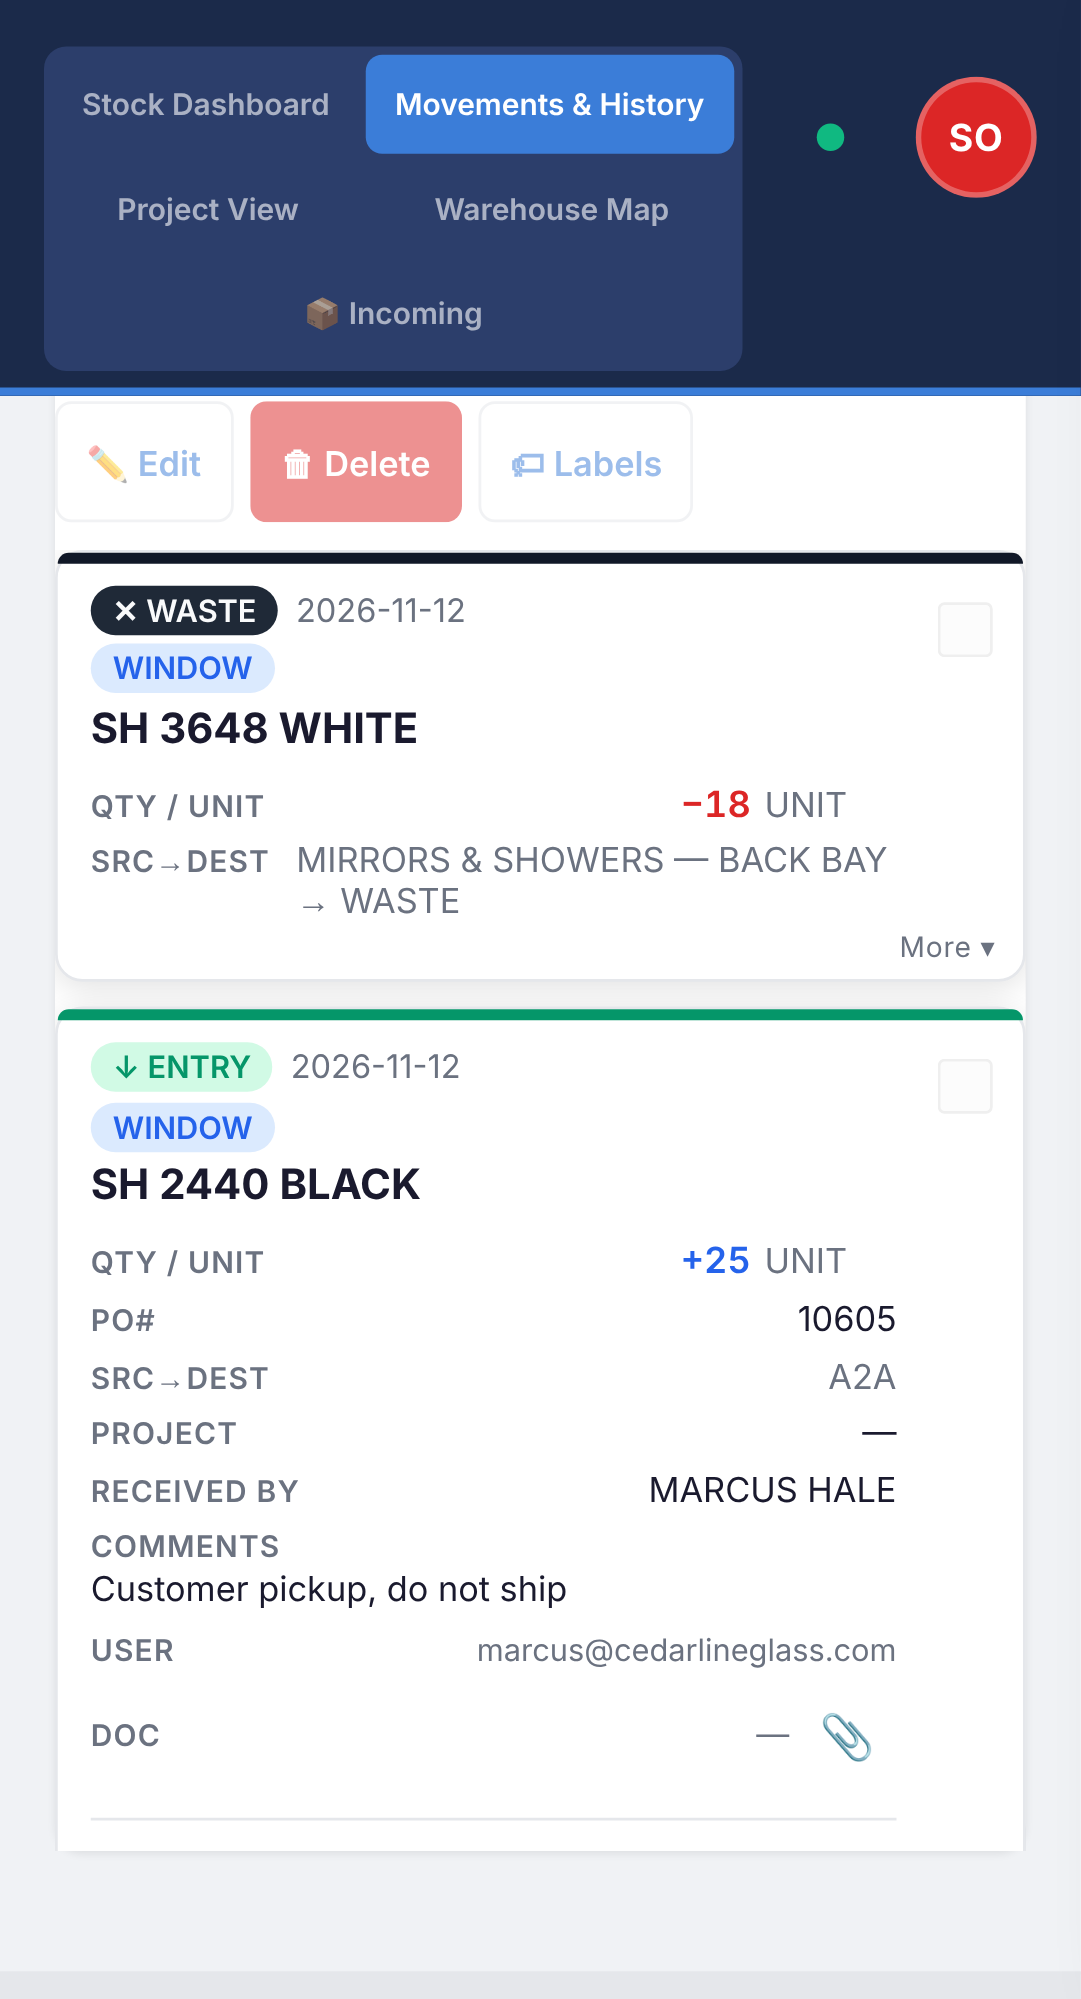 Stock Dashboard
Movements & History
SO
Project View
Warehouse Map
📦 Incoming
✏️ Edit
🗑 Delete
🏷 Labels
✕ WASTE 2026-11-12
WINDOW
SH 3648 WHITE
QTY / UNIT −18 UNIT
SRC→DEST MIRRORS & SHOWERS — BACK BAY
→ WASTE
More ▾
↓ ENTRY 2026-11-12
WINDOW
SH 2440 BLACK
QTY / UNIT +25 UNIT
PO# 10605
SRC→DEST A2A
PROJECT —
RECEIVED BY MARCUS HALE
COMMENTS
Customer pickup, do not ship
USER marcus@cedarlineglass.com
DOC — 📎